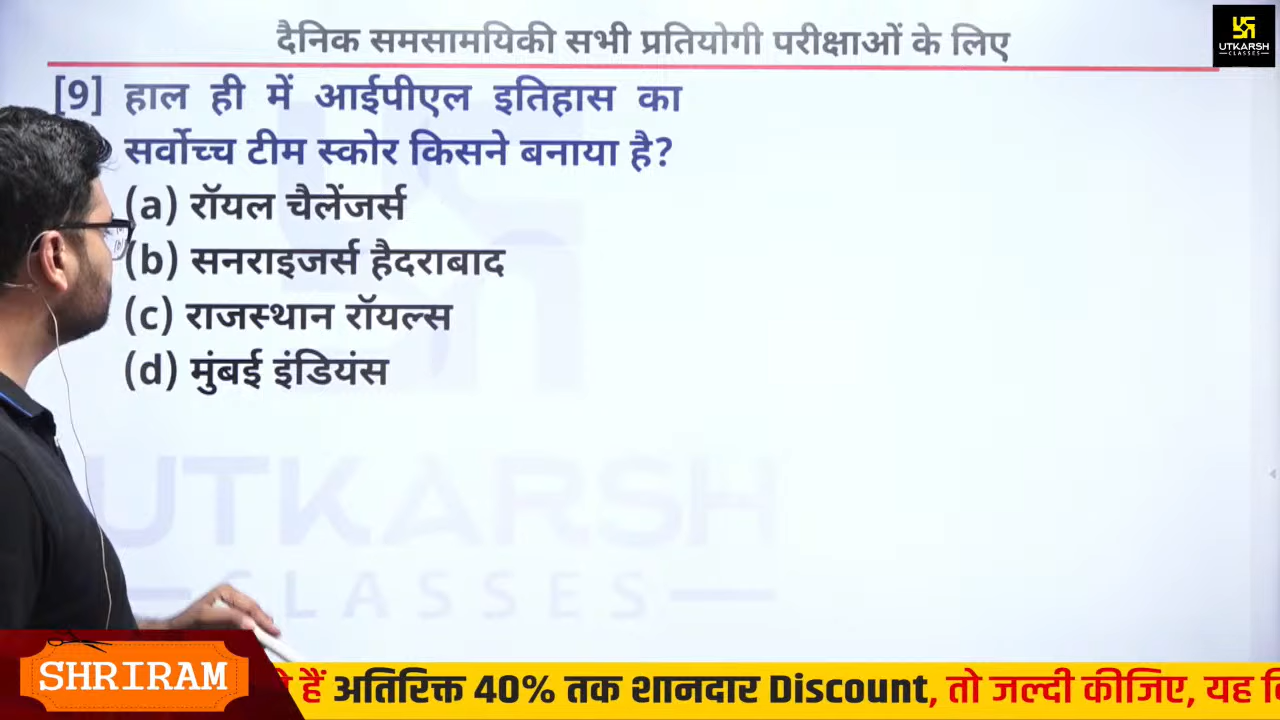 दैनिक समसामयिकी सभी प्रतियोगी परीक्षाओं के लिए
UTKARSH
CLASSES
[9] हाल ही में आईपीएल इतिहास का
सर्वोच्च टीम स्कोर किसने बनाया है?
(a) रॉयल चैलेंजर्स
(b) सनराइजर्स हैदराबाद
(c) राजस्थान रॉयल्स
(d) मुंबई इंडियंस
UTKARSH
CLASSES
SHRIRAM
हैं अतिरिक्त 40% तक शानदार Discount, तो जल्दी कीजिए, यह